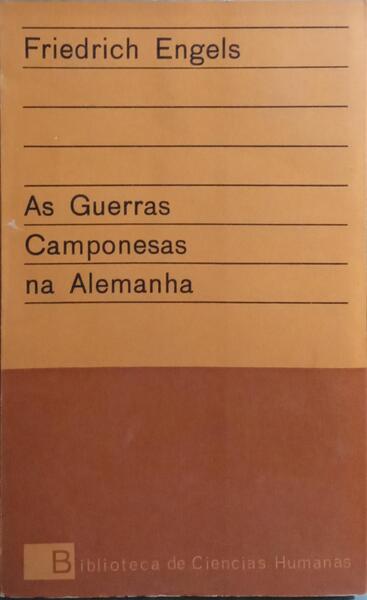 Friedrich Engels
As Guerras
Camponesas
na Alemanha
Biblioteca de Ciencias Humanas